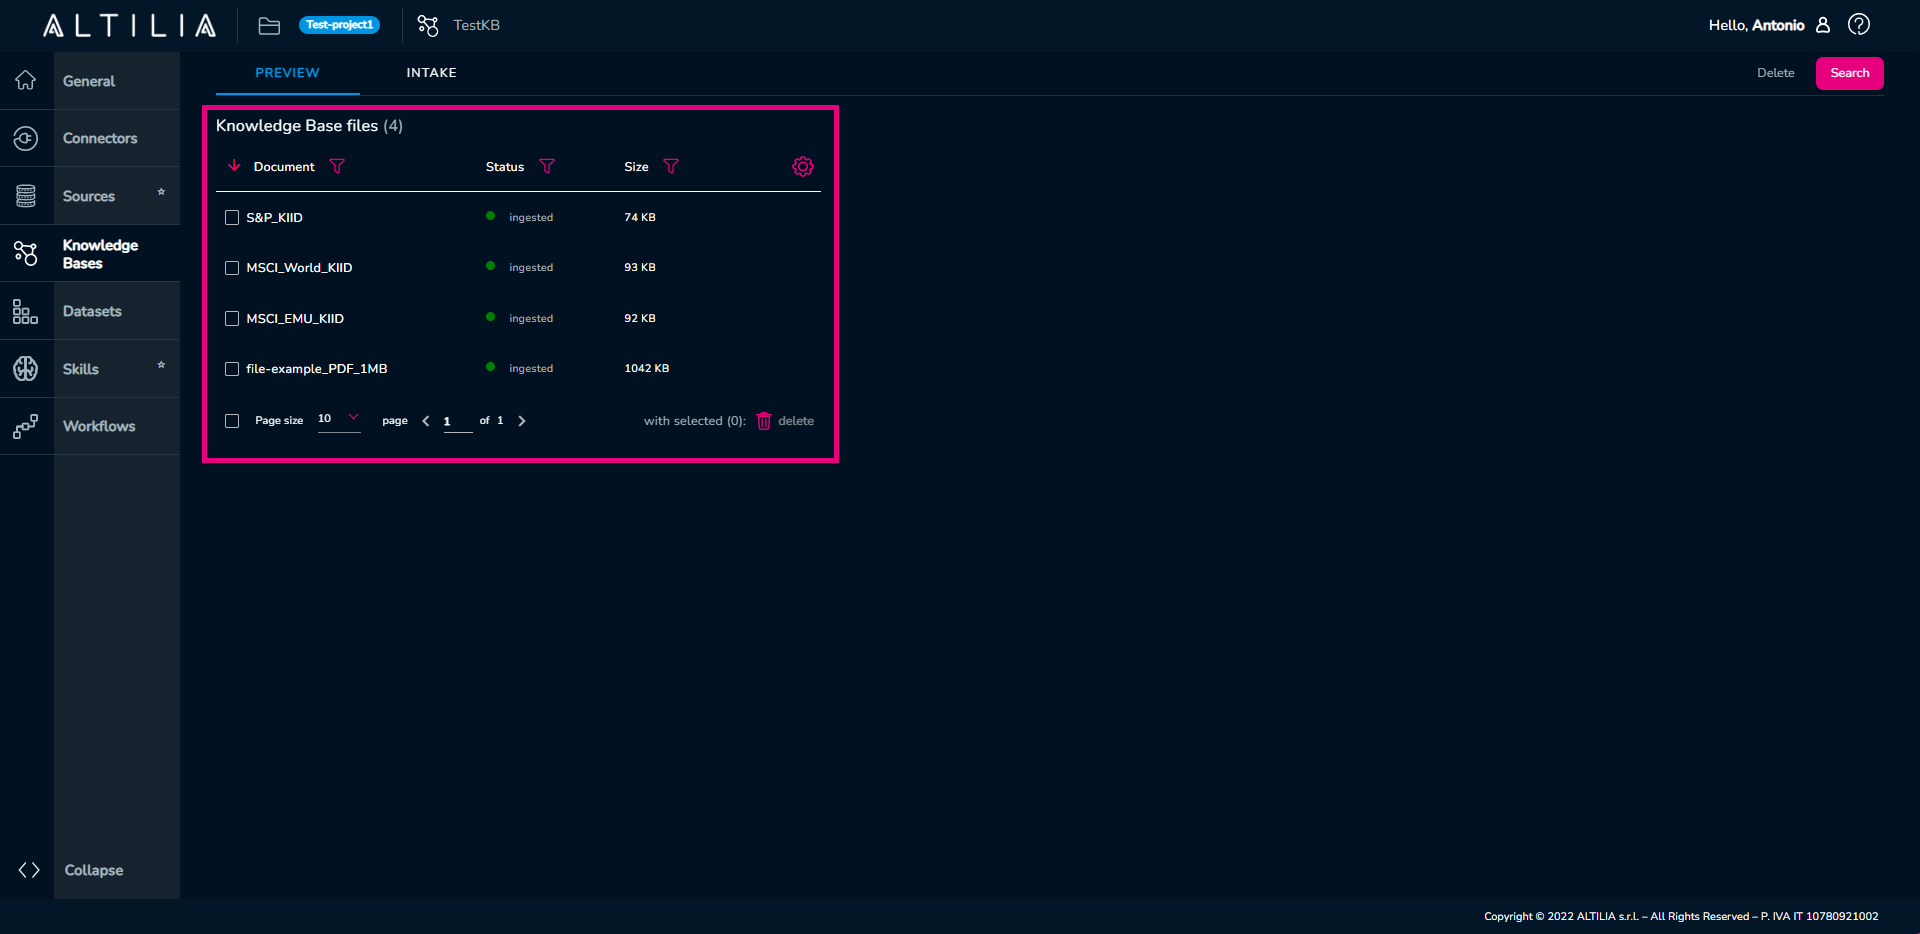 ALTILIA Test-project1 TestKB Hello, Antonio
PREVIEW INTAKE Delete Search
General
Connectors
Sources
Knowledge
Bases
Datasets
Skills
Workflows
Collapse
Knowledge Base files (4)
Document Status Size
S&P_KIID ingested 74 KB
MSCI_World_KIID ingested 93 KB
MSCI_EMU_KIID ingested 92 KB
file-example_PDF_1MB ingested 1042 KB
Page size 10 page 1 of 1 with selected (0): delete
Copyright © 2022 ALTILIA s.r.l. – All Rights Reserved – P. IVA IT 10780921002